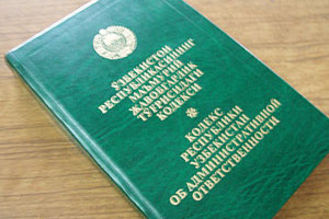 ЎЗБЕКИСТОН
РЕСПУБЛИКАСИНИНГ
МАЪМУРИЙ
ЖАВОБГАРЛИК
ТЎҒРИСИДАГИ
КОДЕКСИ
КОДЕКС
РЕСПУБЛИКИ
УЗБЕКИСТАН
ОБ АДМИНИСТРАТИВНОЙ
ОТВЕТСТВЕННОСТИ